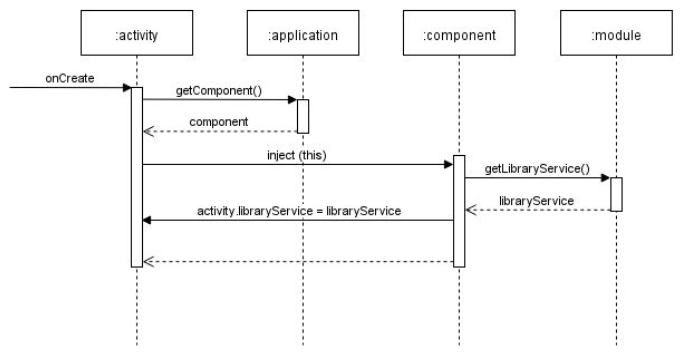 :activity
:application
:component
:module
onCreate
getComponent()
component
inject (this)
getLibraryService()
libraryService
activity.libraryService = libraryService